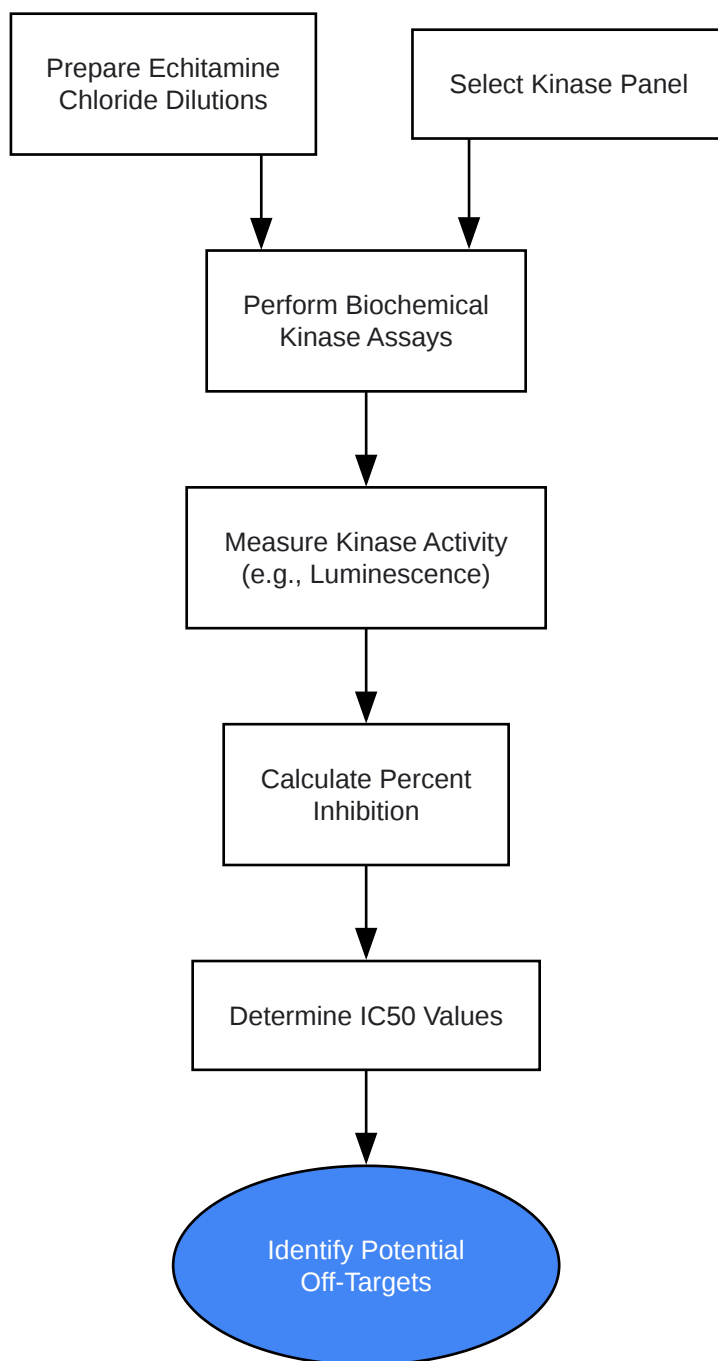 Prepare Echitamine
Chloride Dilutions
Select Kinase Panel
Perform Biochemical
Kinase Assays
Measure Kinase Activity
(e.g., Luminescence)
Calculate Percent
Inhibition
Determine IC50 Values
Identify Potential
Off-Targets